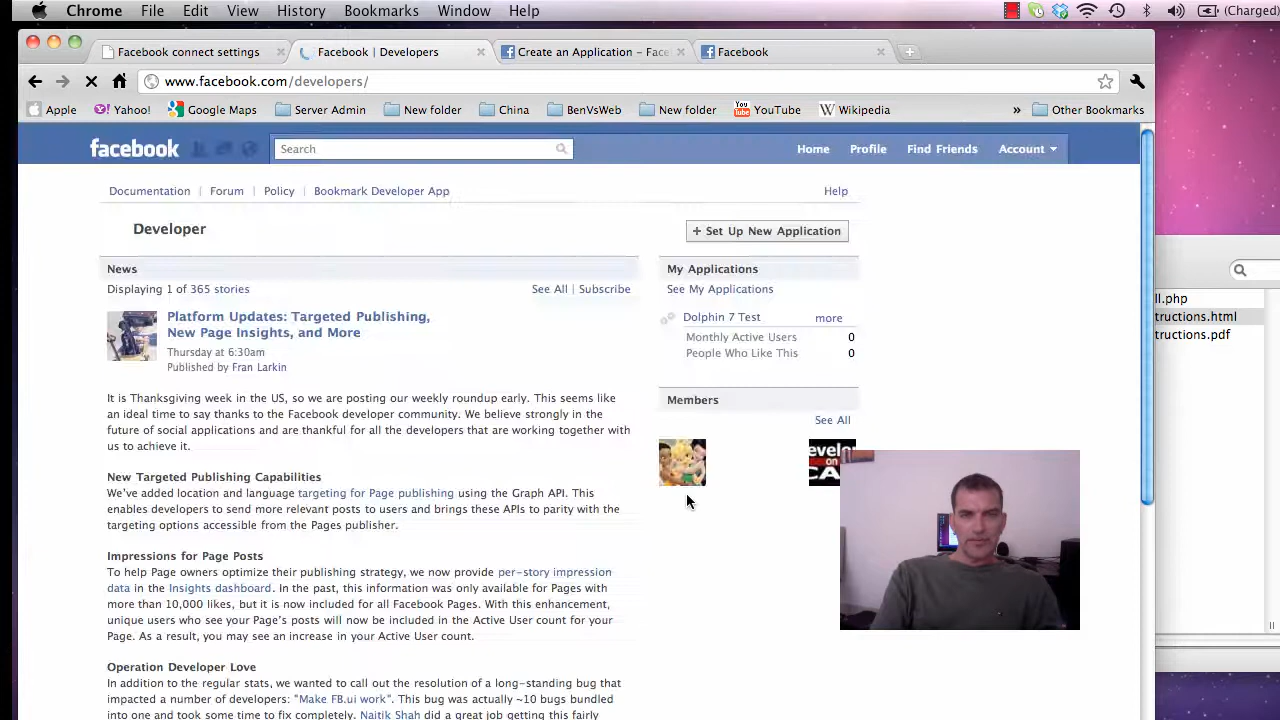 Chrome File Edit View History Bookmarks Window Help (Charged)
Facebook connect settings Facebook | Developers Create an Application – Face Facebook
www.facebook.com/developers/
Apple Yahoo! Google Maps Server Admin New folder China BenVsWeb New folder YouTube Wikipedia » Other Bookmarks
facebook Search Home Profile Find Friends Account
Documentation | Forum | Policy | Bookmark Developer App Help
Developer + Set Up New Application
News
Displaying 1 of 365 stories See All | Subscribe
Platform Updates: Targeted Publishing,
New Page Insights, and More
Thursday at 6:30am
Published by Fran Larkin
It is Thanksgiving week in the US, so we are posting our weekly roundup early. This seems like
an ideal time to say thanks to the Facebook developer community. We believe strongly in the
future of social applications and are thankful for all the developers that are working together with
us to achieve it.
New Targeted Publishing Capabilities
We've added location and language targeting for Page publishing using the Graph API. This
enables developers to send more relevant posts to users and brings these APIs to parity with the
targeting options accessible from the Pages publisher.
Impressions for Page Posts
To help Page owners optimize their publishing strategy, we now provide per-story impression
data in the Insights dashboard. In the past, this information was only available for Pages with
more than 10,000 likes, but it is now included for all Facebook Pages. With this enhancement,
unique users who see your Page's posts will now be included in the Active User count for your
Page. As a result, you may see an increase in your Active User count.
Operation Developer Love
In addition to the regular stats, we wanted to call out the resolution of a long-standing bug that
impacted a number of developers: "Make FB.ui work". This bug was actually ~10 bugs bundled
into one and took some time to fix completely. Naitik Shah did a great job getting this fairly
My Applications
See My Applications
Dolphin 7 Test more
Monthly Active Users 0
People Who Like This 0
Members
See All
evelo
on
CA
ll.php
tructions.html
tructions.pdf